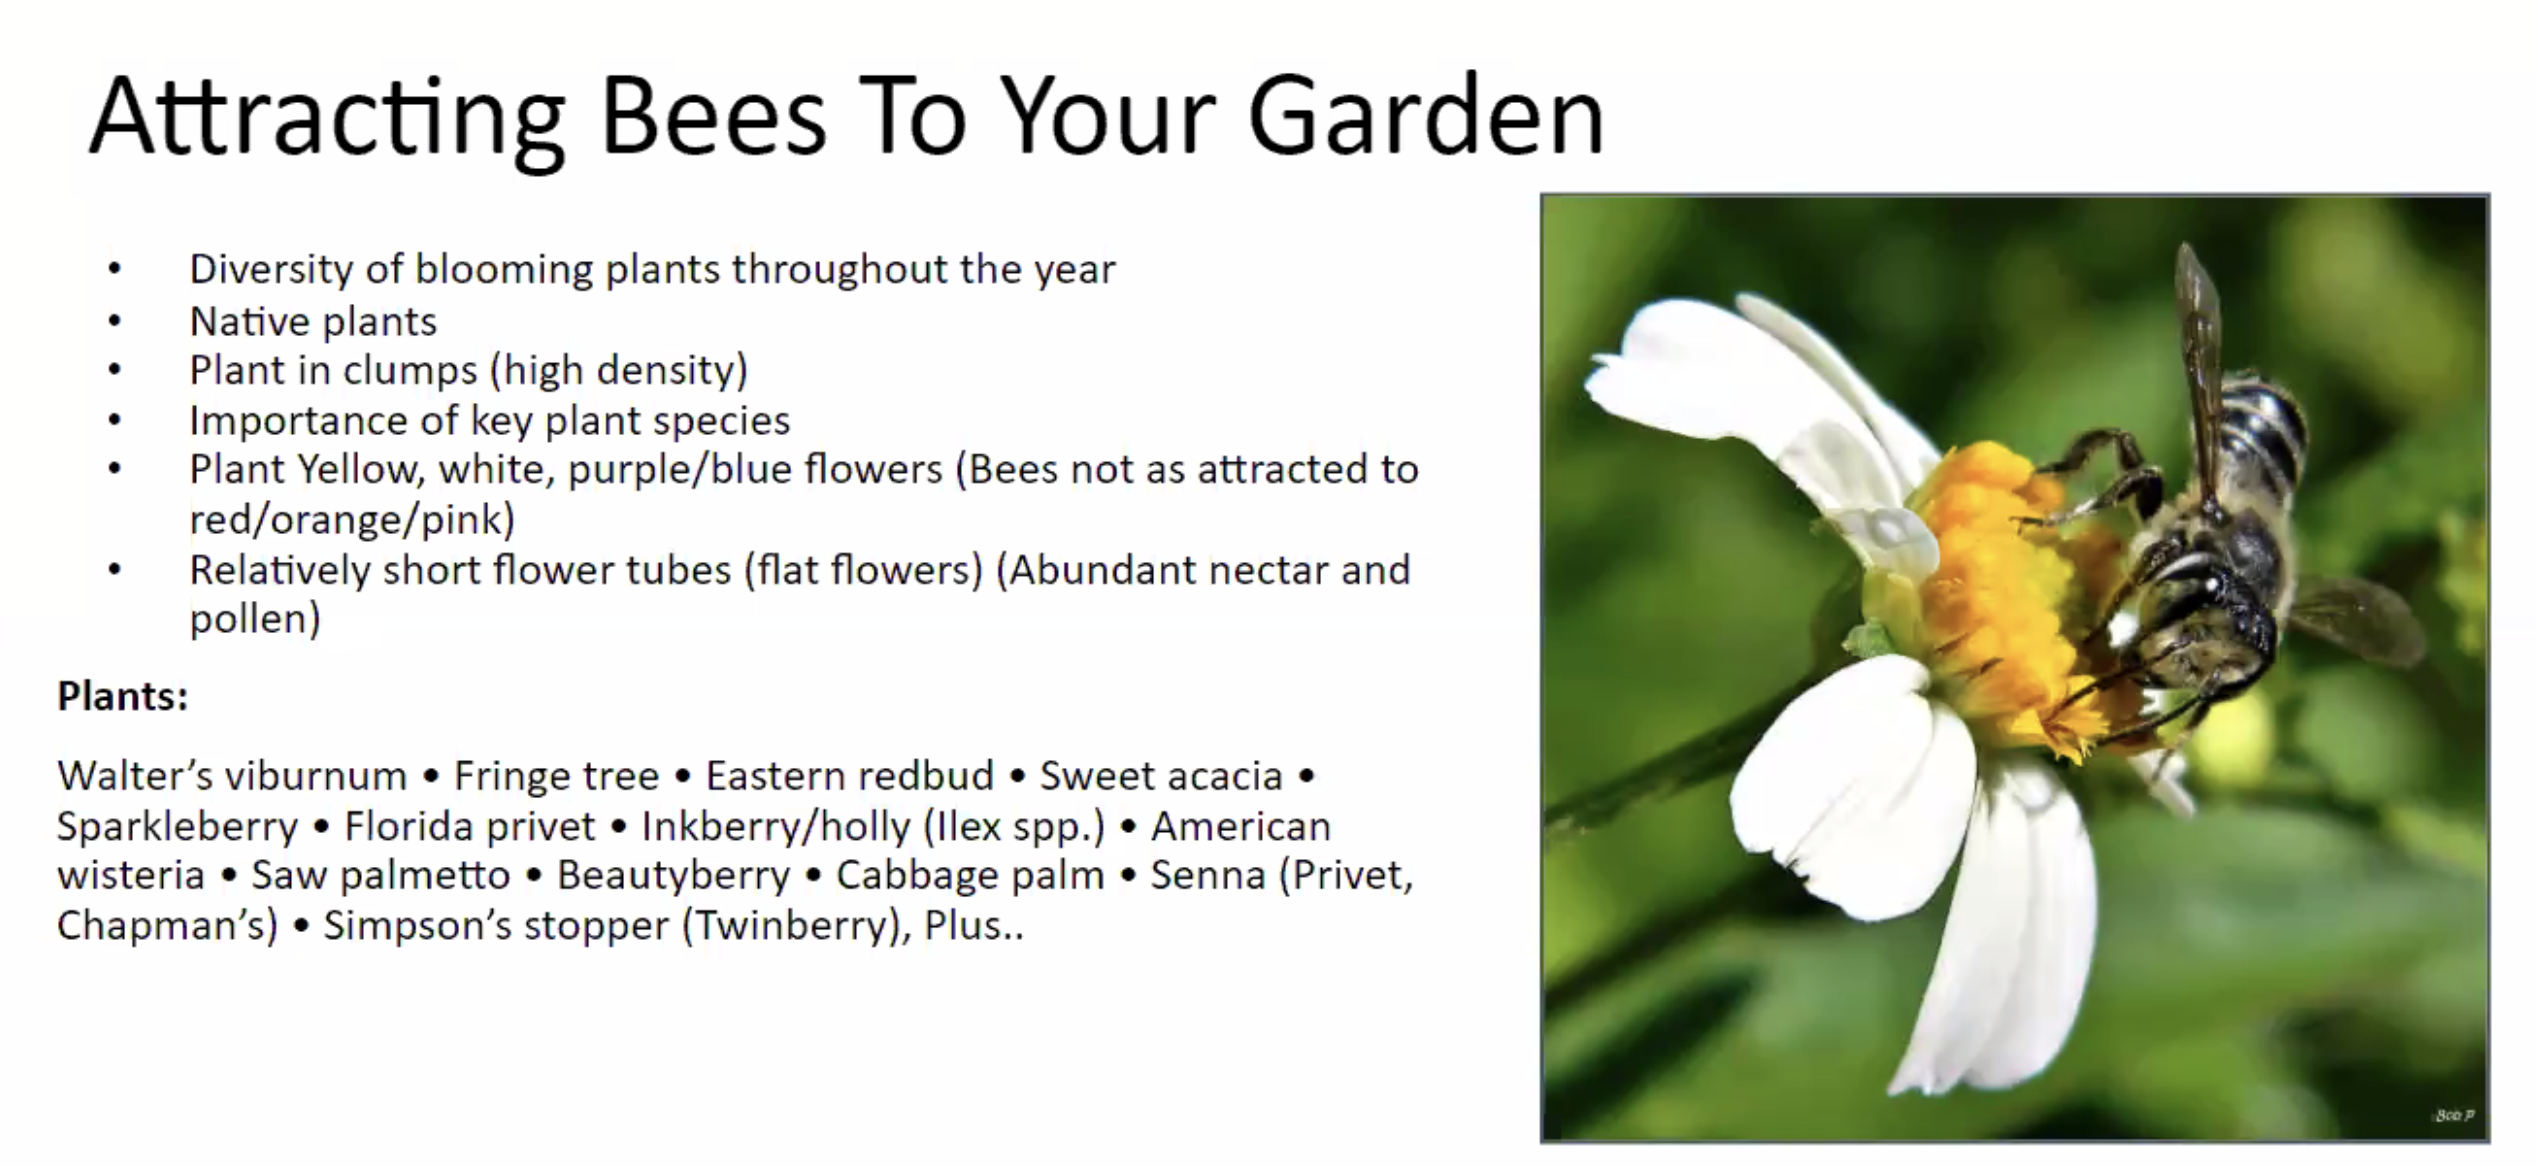 Attracting Bees To Your Garden
• Diversity of blooming plants throughout the year
• Native plants
• Plant in clumps (high density)
• Importance of key plant species
• Plant Yellow, white, purple/blue flowers (Bees not as attracted to
red/orange/pink)
• Relatively short flower tubes (flat flowers) (Abundant nectar and
pollen)
Plants:
Walter’s viburnum • Fringe tree • Eastern redbud • Sweet acacia •
Sparkleberry • Florida privet • Inkberry/holly (Ilex spp.) • American
wisteria • Saw palmetto • Beautyberry • Cabbage palm • Senna (Privet,
Chapman’s) • Simpson’s stopper (Twinberry), Plus..